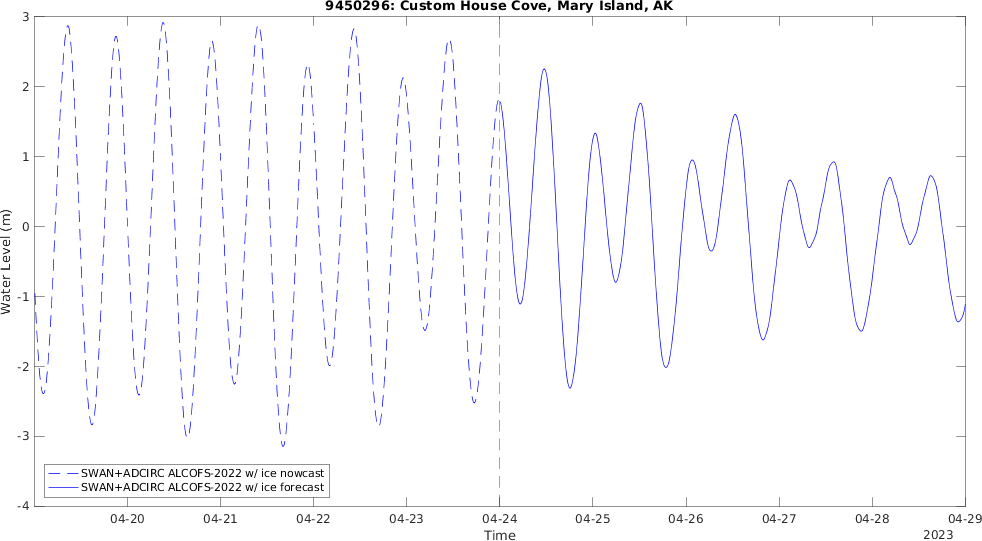 9450296: Custom House Cove, Mary Island, AK
3
2
1
0
-1
-2
-3
-4
Water Level (m)
SWAN+ADCIRC ALCOFS-2022 w/ ice nowcast
SWAN+ADCIRC ALCOFS-2022 w/ ice forecast
04-20 04-21 04-22 04-23 04-24 04-25 04-26 04-27 04-28 04-29
Time
2023